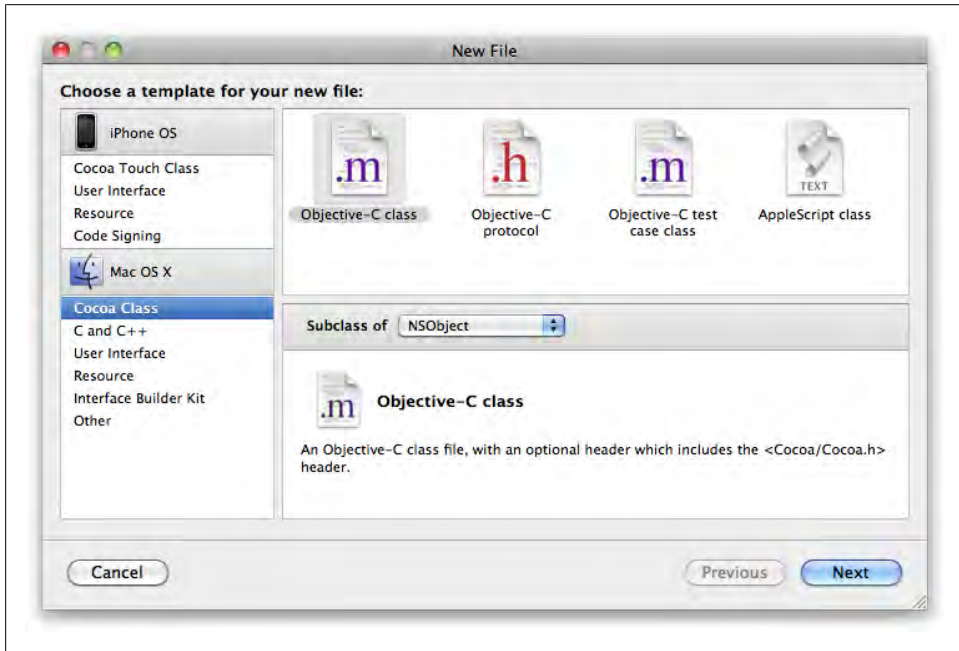 New File
Choose a template for your new file:
iPhone OS
Cocoa Touch Class
User Interface
Resource
Code Signing
Mac OS X
Cocoa Class
C and C++
User Interface
Resource
Interface Builder Kit
Other
.m
Objective-C class
.h
Objective-C
protocol
.m
Objective-C test
case class
TEXT
AppleScript class
Subclass of NSObject
.m
Objective-C class
An Objective-C class file, with an optional header which includes the <Cocoa/Cocoa.h>
header.
Cancel
Previous
Next